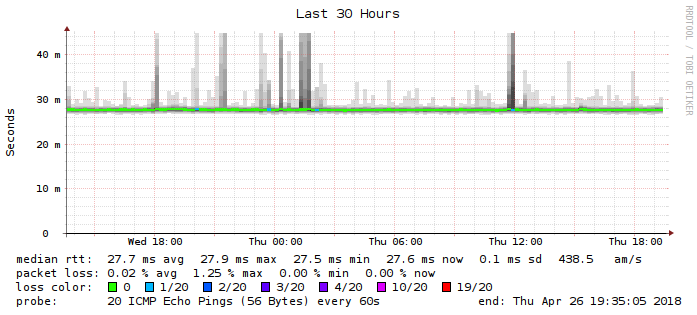 Last 30 Hours
RRDTOOL / TOBI OETIKER
Seconds
40 m
30 m
20 m
10 m
0
Wed 18:00 Thu 00:00 Thu 06:00 Thu 12:00 Thu 18:00
median rtt: 27.7 ms avg 27.9 ms max 27.5 ms min 27.6 ms now 0.1 ms sd 438.5 am/s
packet loss: 0.02 % avg 1.25 % max 0.00 % min 0.00 % now
loss color: 0 1/20 2/20 3/20 4/20 10/20 19/20
probe: 20 ICMP Echo Pings (56 Bytes) every 60s end: Thu Apr 26 19:35:05 2018